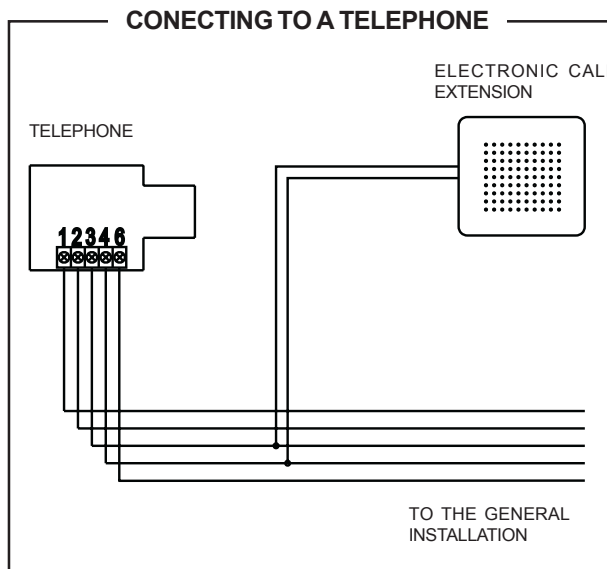 CONECTING TO A TELEPHONE
ELECTRONIC CAL
EXTENSION
TELEPHONE
12346
TO THE GENERAL
INSTALLATION